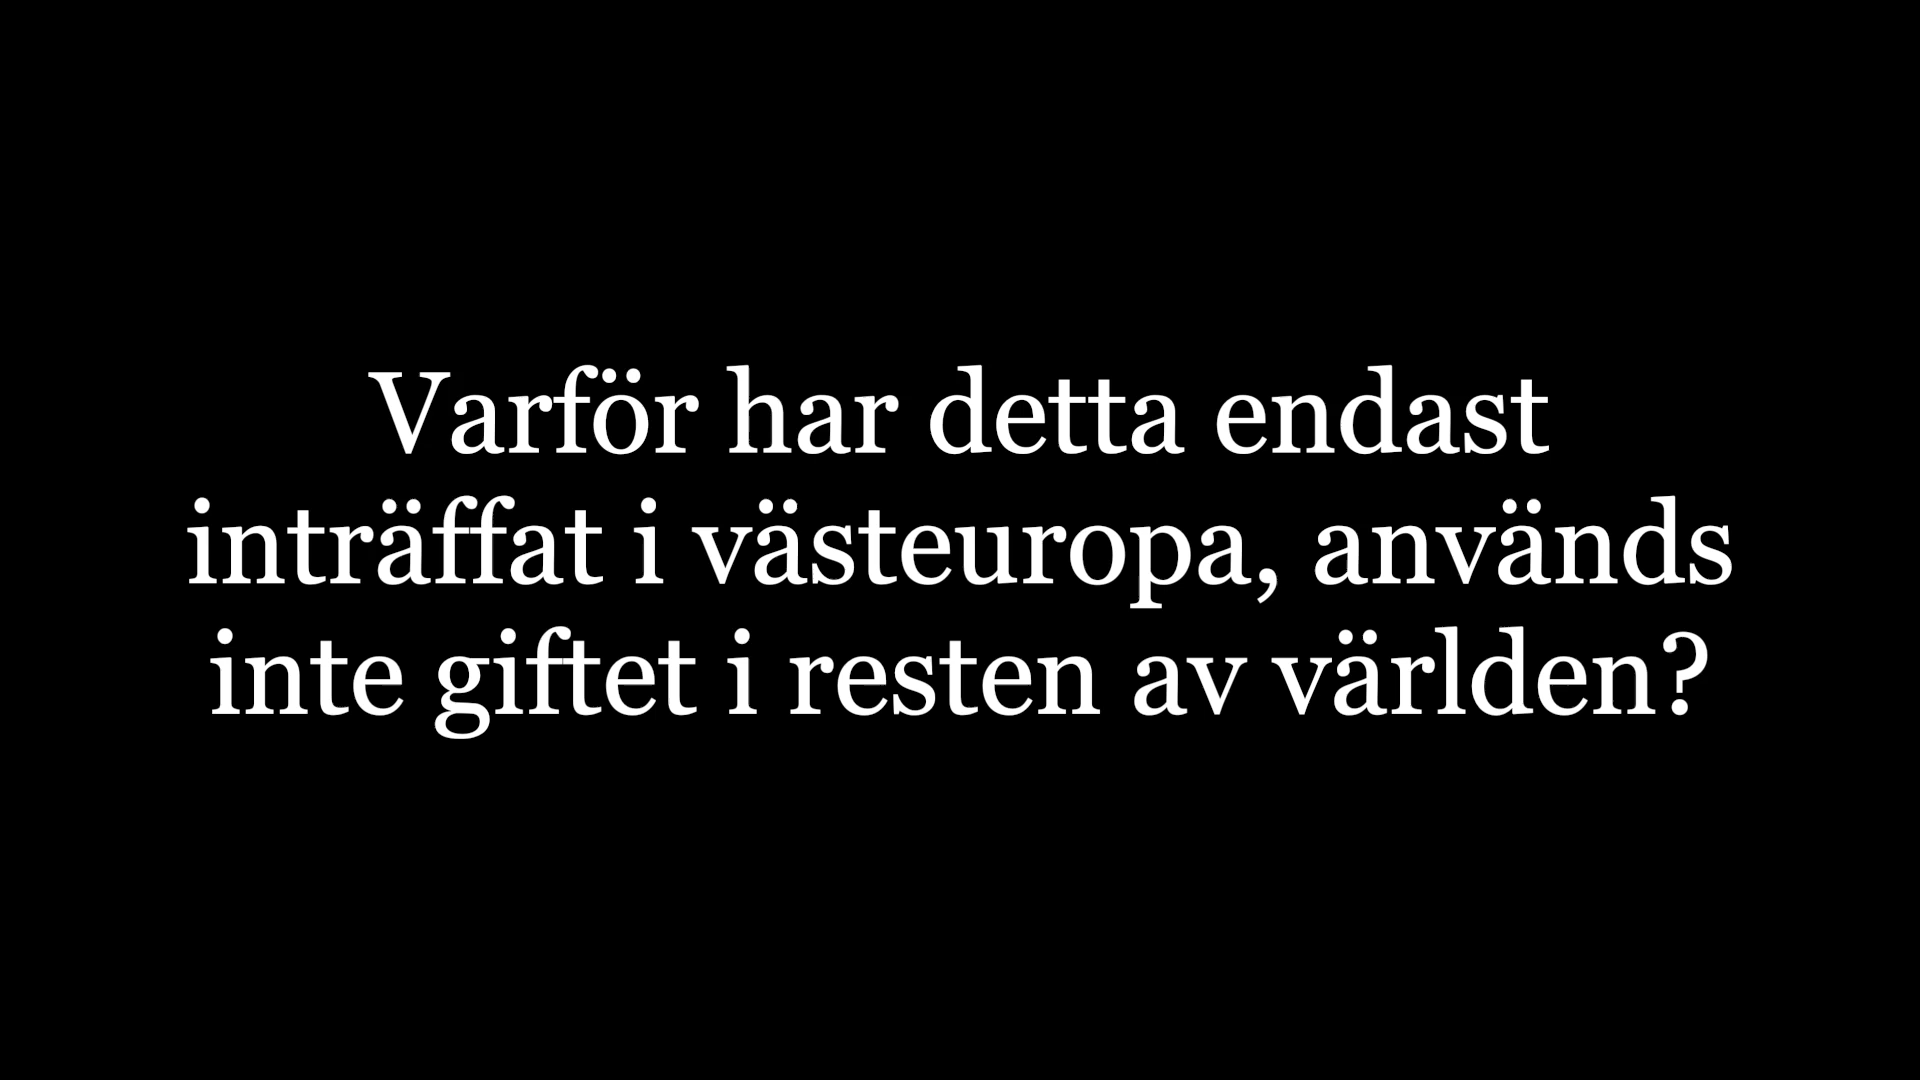 Varför har detta endast
inträffat i västeuropa, används
inte giftet i resten av världen?